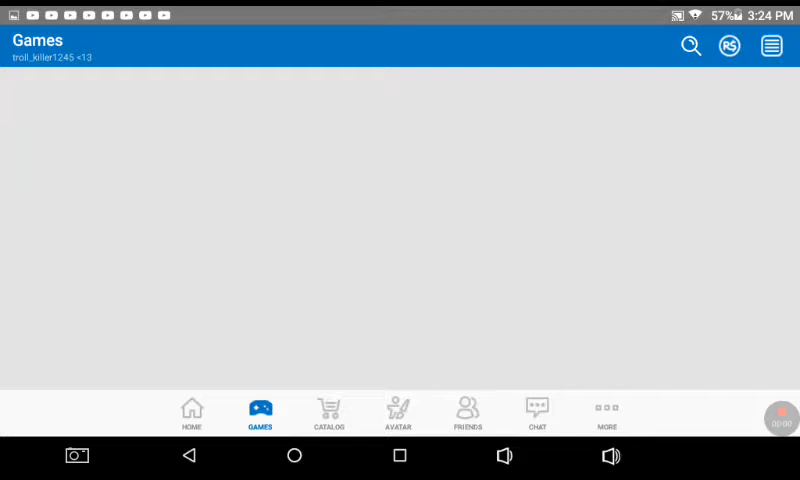 57% 3:24 PM
Games
troll_killer1245 <13
R$
HOME GAMES CATALOG AVATAR FRIENDS CHAT MORE
00:00